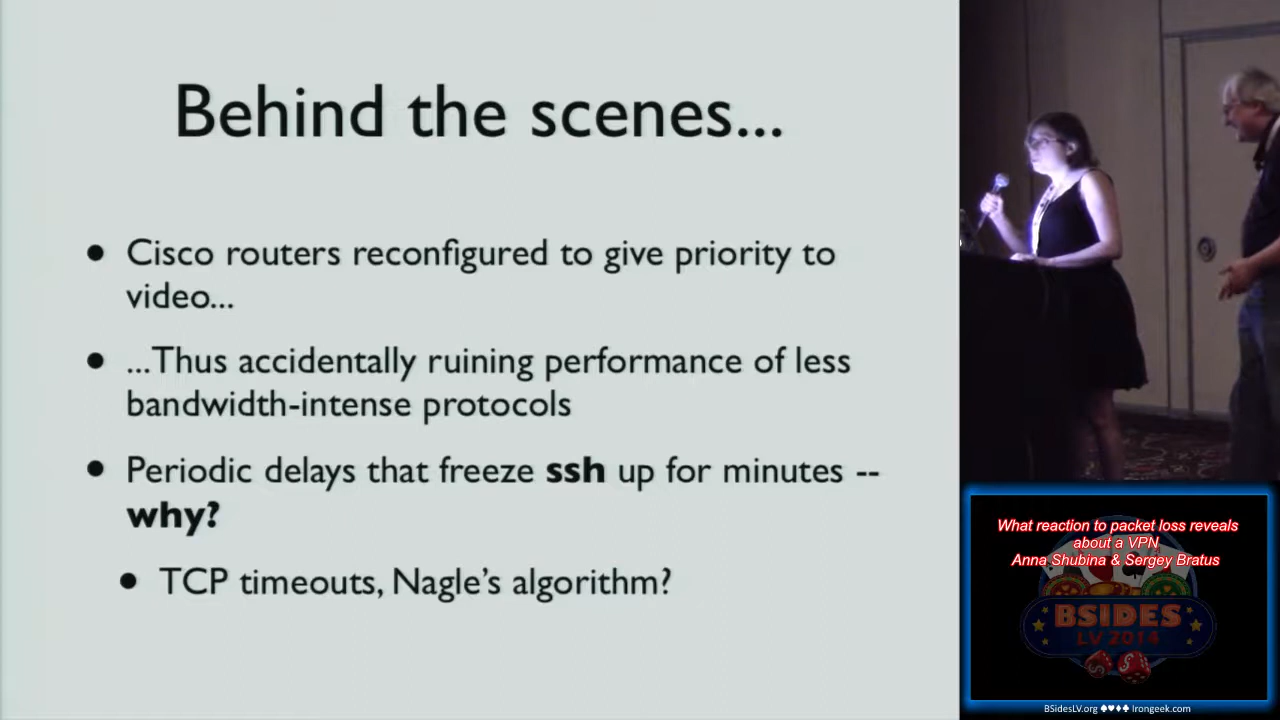 Behind the scenes...
• Cisco routers reconfigured to give priority to
video...
• ...Thus accidentally ruining performance of less
bandwidth-intense protocols
• Periodic delays that freeze ssh up for minutes --
why?
• TCP timeouts, Nagle's algorithm?
What reaction to packet loss reveals
about a VPN
Anna Shubina & Sergey Bratus
BSIDES
LV 2014
BSidesLV.org ♠♥♦♣ Irongeek.com